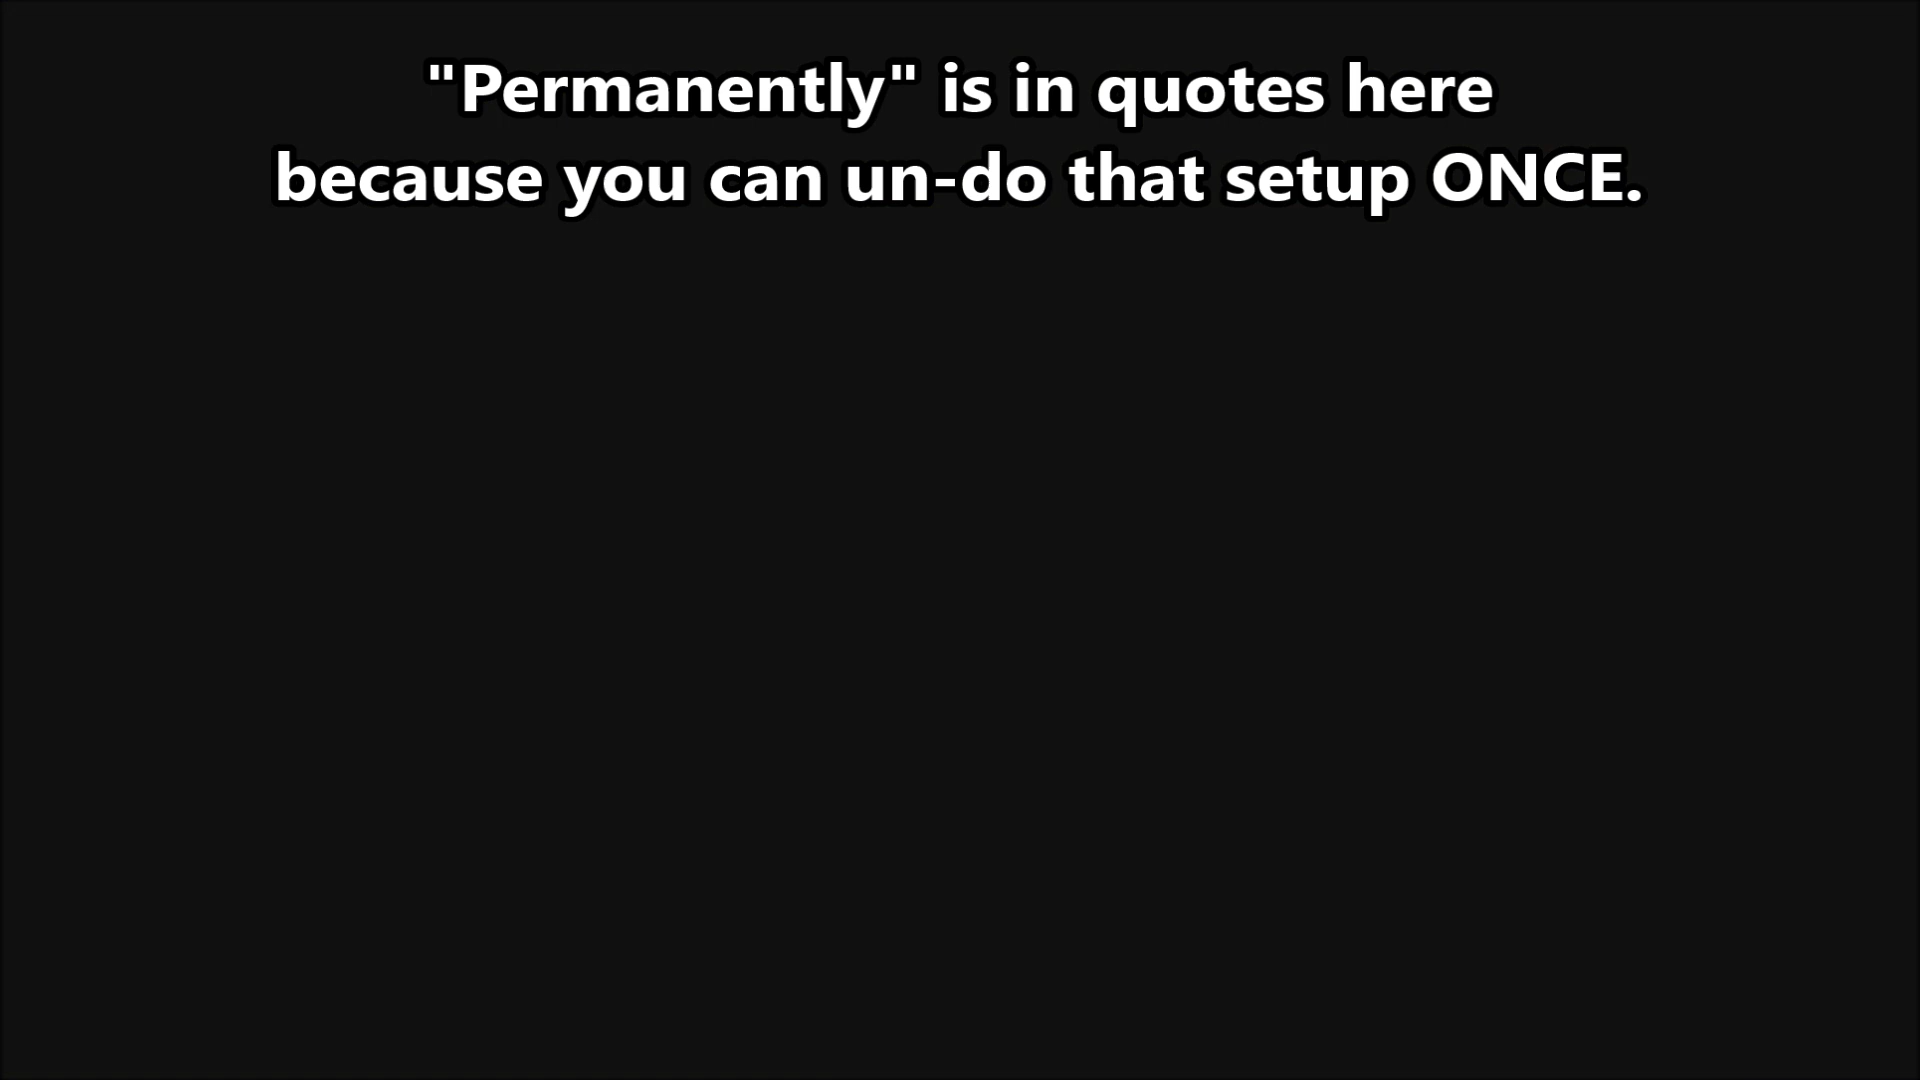 "Permanently" is in quotes here
because you can un-do that setup ONCE.